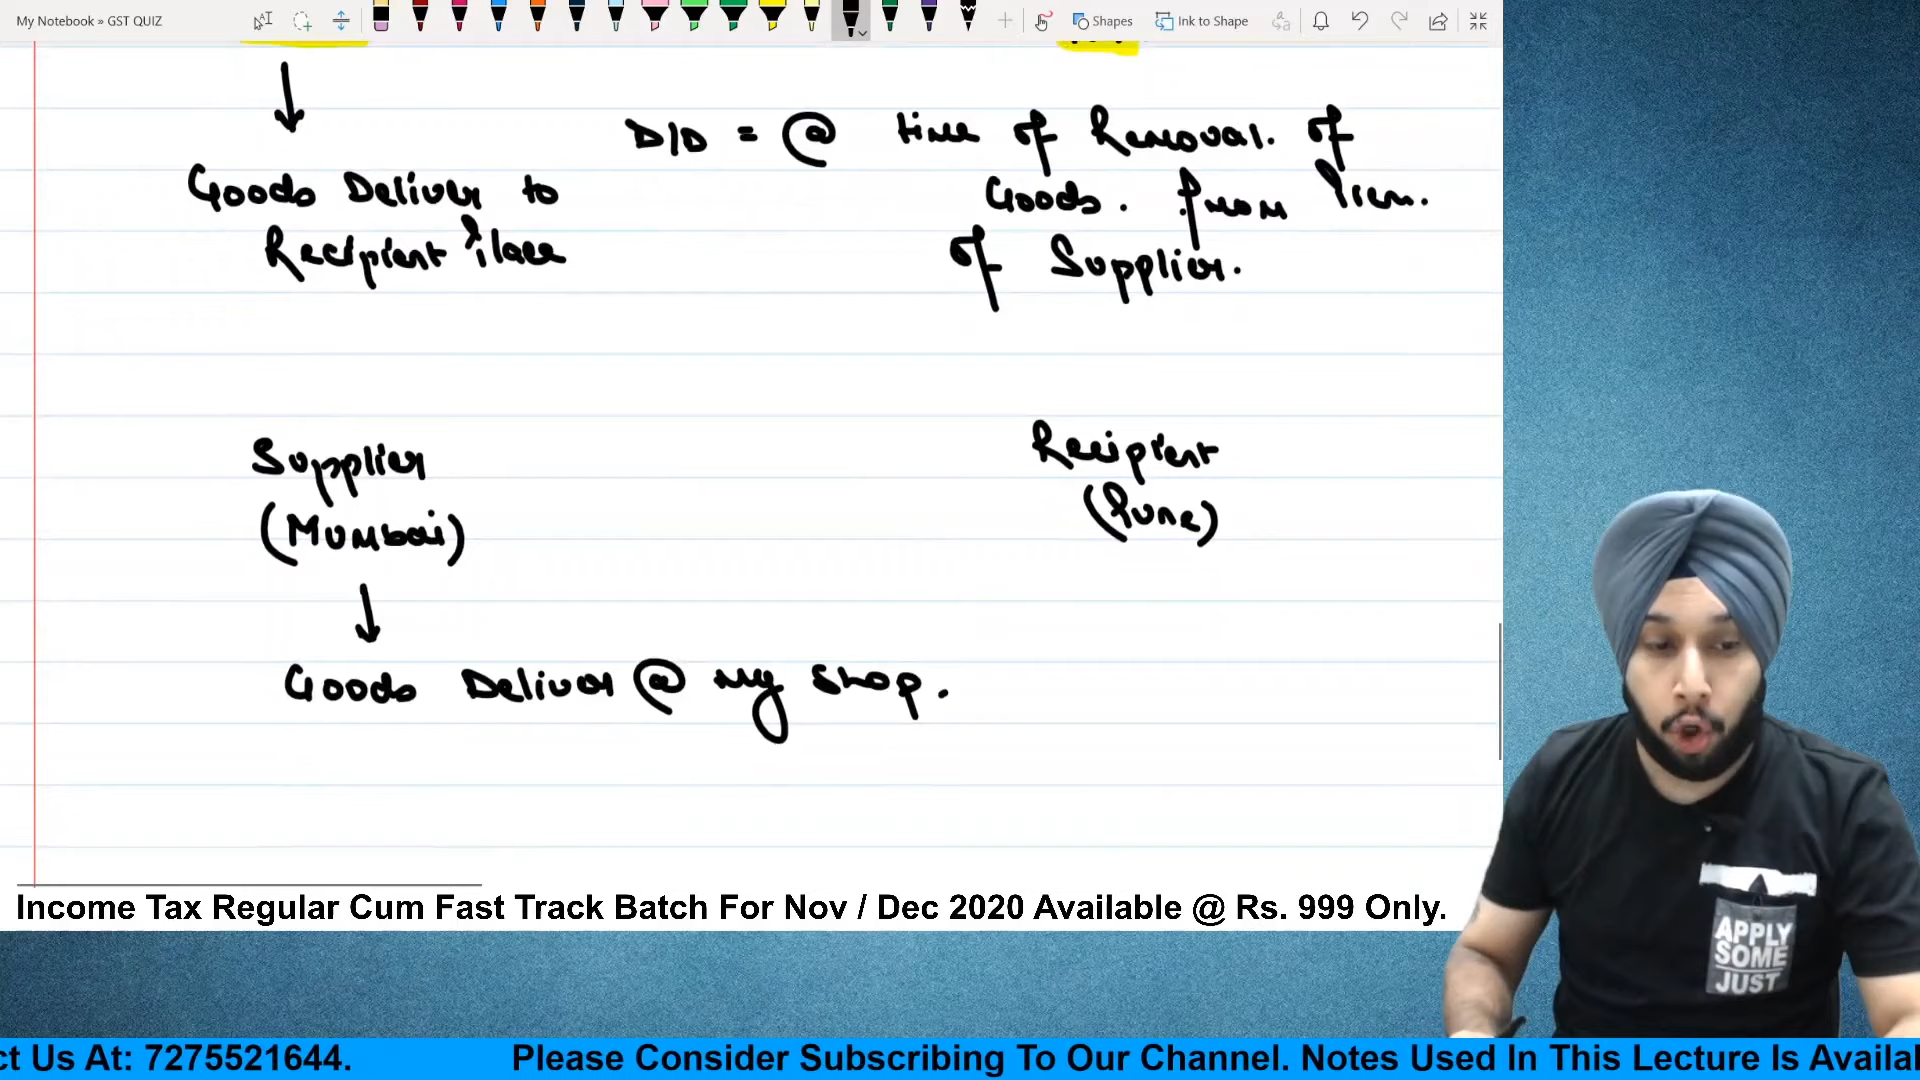 My Notebook » GST QUIZ
Shapes
Ink to Shape
D/D = @ time of Removal. of
Goods Deliver to
Goods. from Prem.
Recipient Place
of Supplier.
Supplier
Recipient
(Mumbai)
(Pune)
Goods Deliver @ my shop.
Income Tax Regular Cum Fast Track Batch For Nov / Dec 2020 Available @ Rs. 999 Only.
APPLY
SOME
JUST
ct Us At: 7275521644. Please Consider Subscribing To Our Channel. Notes Used In This Lecture Is Availal